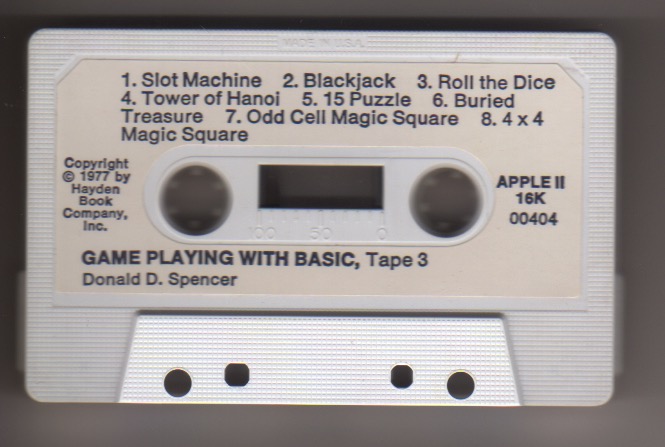 MADE IN U.S.A.
1. Slot Machine 2. Blackjack 3. Roll the Dice
4. Tower of Hanoi 5. 15 Puzzle 6. Buried
Treasure 7. Odd Cell Magic Square 8. 4 x 4
Magic Square
Copyright
© 1977 by
Hayden
Book
Company,
Inc.
100 50 0
APPLE II
16K
00404
GAME PLAYING WITH BASIC, Tape 3
Donald D. Spencer